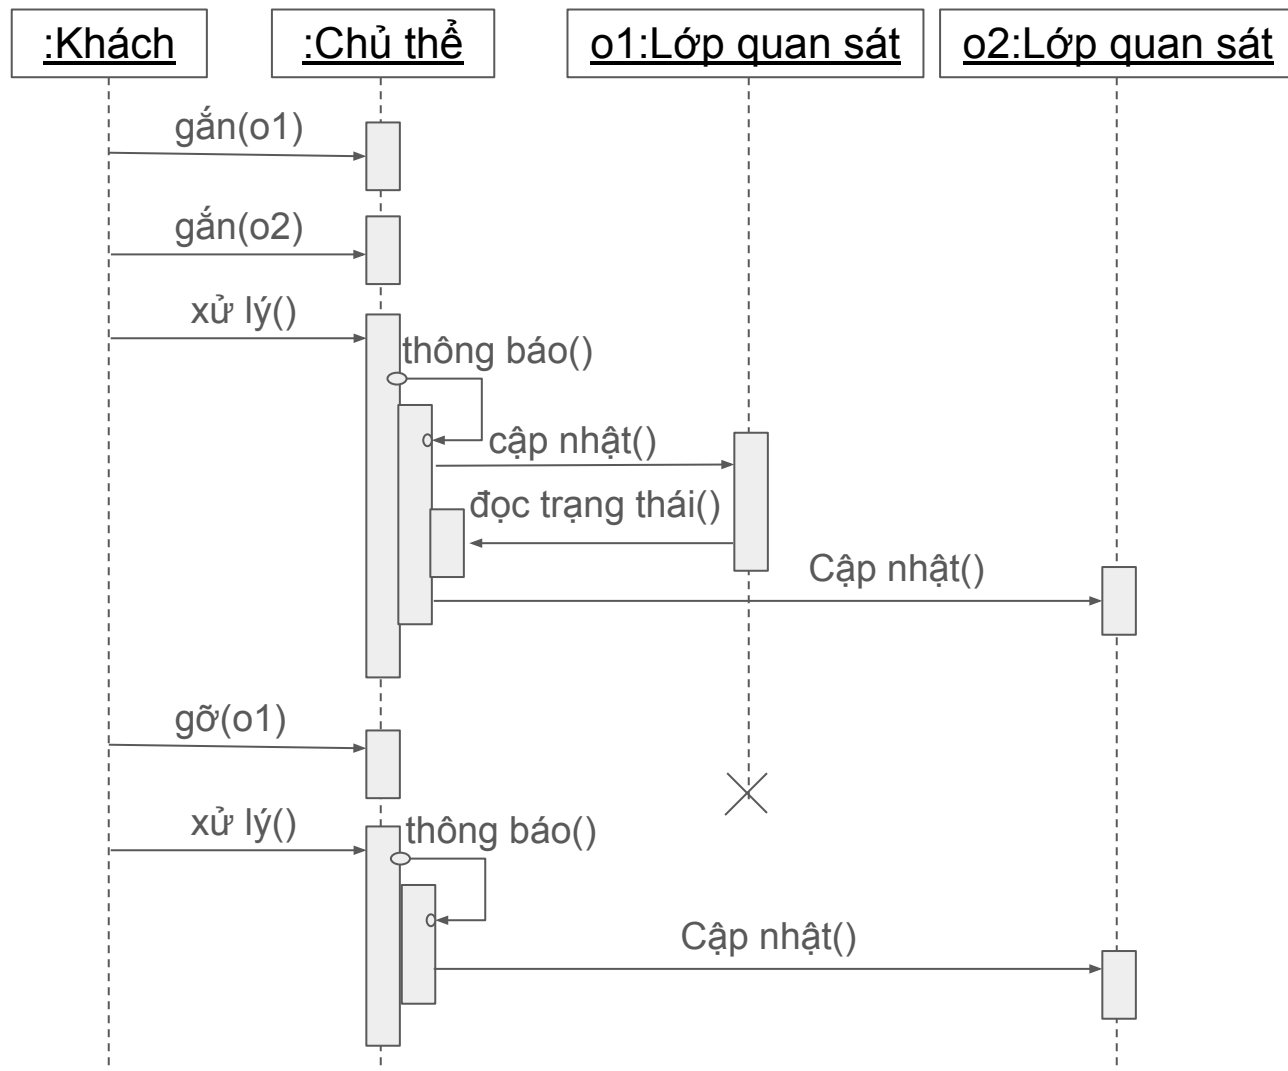 :Khách
:Chủ thể
o1:Lớp quan sát
o2:Lớp quan sát
gắn(o1)
gắn(o2)
xử lý()
thông báo()
cập nhật()
đọc trạng thái()
Cập nhật()
gỡ(o1)
xử lý()
thông báo()
Cập nhật()